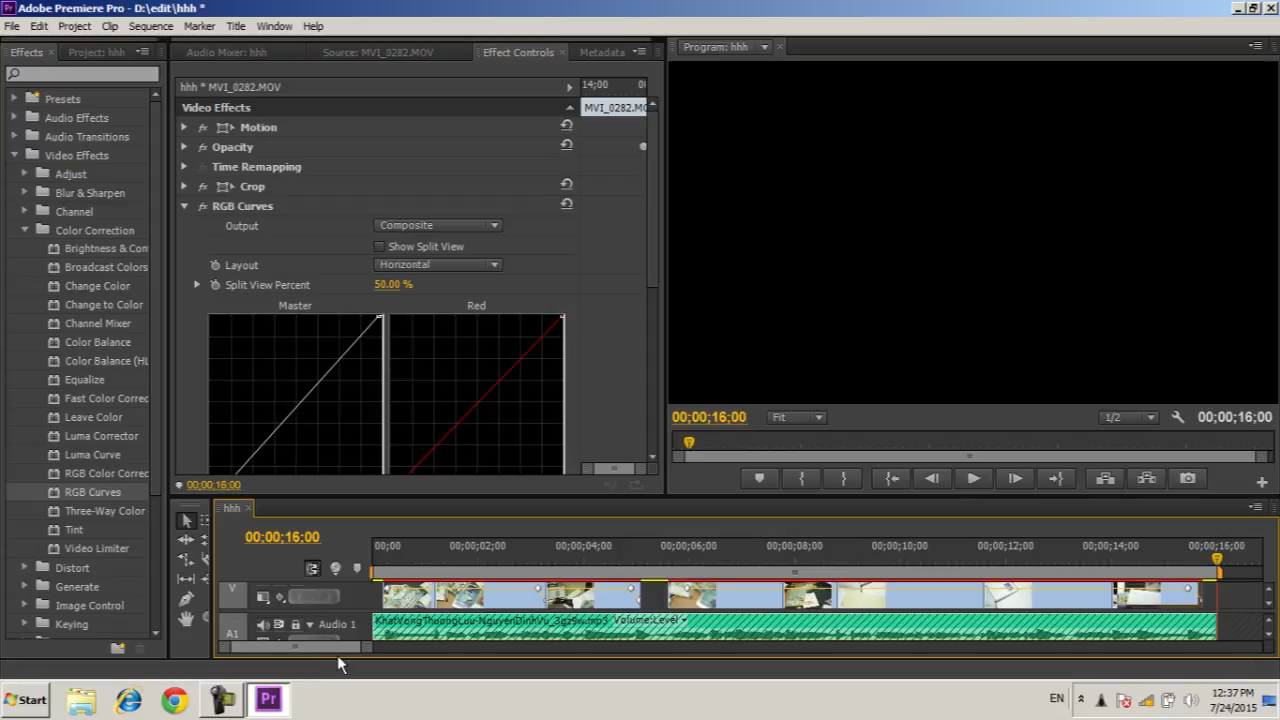 Adobe Premiere Pro - D:\edit\hhh *
File Edit Project Clip Sequence Marker Title Window Help
Effects Project: hhh
Audio Mixer: hhh Source: MVI_0282.MOV Effect Controls Metadata
Program: hhh
Presets
Audio Effects
Audio Transitions
Video Effects
Adjust
Blur & Sharpen
Channel
Color Correction
Brightness & Con
Broadcast Colors
Change Color
Change to Color
Channel Mixer
Color Balance
Color Balance (HL
Equalize
Fast Color Correc
Leave Color
Luma Corrector
Luma Curve
RGB Color Correc
RGB Curves
Three-Way Color
Tint
Video Limiter
Distort
Generate
Image Control
Keying
hhh * MVI_0282.MOV
14;00
Video Effects
MVI_0282.MO
Motion
Opacity
Time Remapping
Crop
RGB Curves
Output Composite
Show Split View
Layout Horizontal
Split View Percent 50.00 %
Master Red
00;00;16;00
00;00;16;00 Fit 1/2 00;00;16;00
hhh
00;00;16;00
00;00 00;00;02;00 00;00;04;00 00;00;06;00 00;00;08;00 00;00;10;00 00;00;12;00 00;00;14;00 00;00;16;00
V
A1 Audio 1
KhatVongThuongLuu-NguyenDinhVu_3gz9w.mp3 Volume:Level
Start
Pr
EN
12:37 PM
7/24/2015